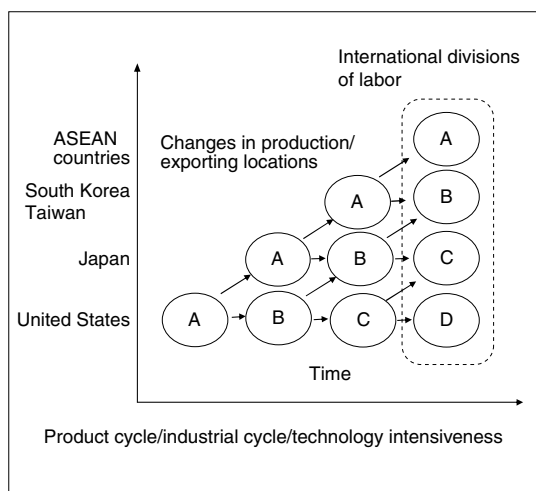 International divisions
of labor
ASEAN
countries
Changes in production/
exporting locations
A
South Korea
Taiwan
A
B
Japan
A
B
C
United States
A
B
C
D
Time
Product cycle/industrial cycle/technology intensiveness